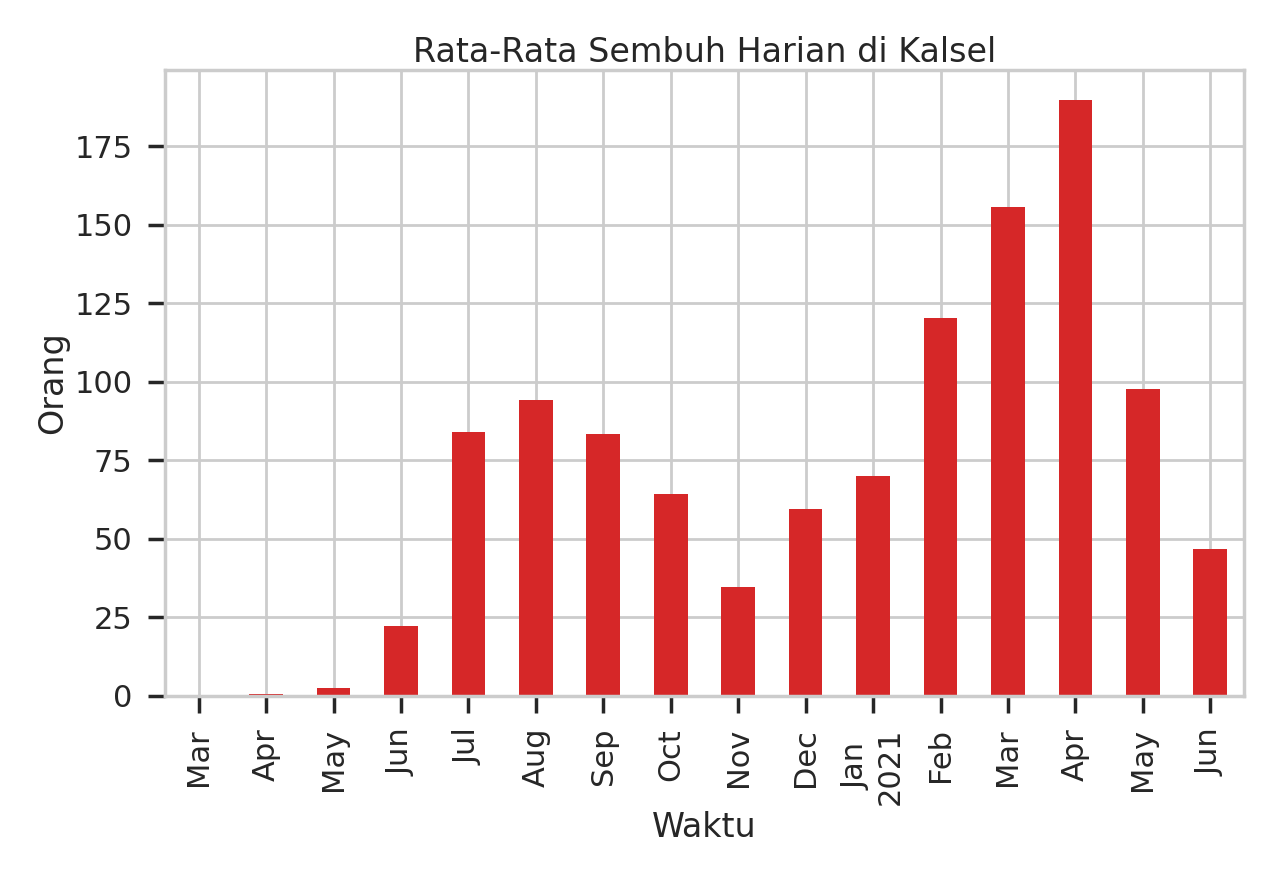 Rata-Rata Sembuh Harian di Kalsel
175
150
125
100
75
50
25
0
Orang
Mar
Apr
May
Jun
Jul
Aug
Sep
Oct
Nov
Dec
Jan
2021
Feb
Mar
Apr
May
Jun
Waktu